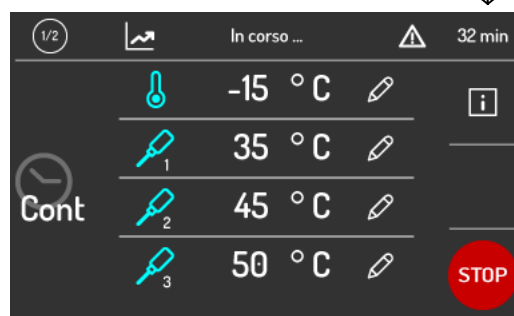 1/2 In corso ... 32 min
-15 °C
i
1 35 °C
Cont
2 45 °C
3 50 °C
STOP